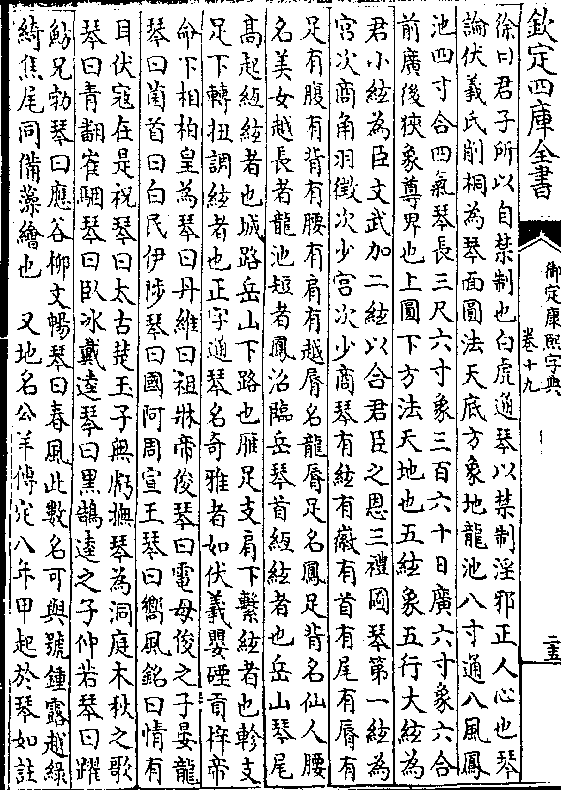 欽定四庫全書
御定康熙字典
卷十九
二五
徐曰君子所以自禁制也白虎通琴以禁制淫邪正人心也琴
論伏羲氏削桐為琴面圓法天底方象地龍池八寸通八風鳳
池四寸合四氣琴長三尺六寸象三百六十日廣六寸象六合
前廣後狹象尊卑也上圓下方法天地也五絃象五行大絃為
君小絃為臣文武加二絃以合君臣之恩三禮圖琴第一絃為
宮次商角羽徵次少宮次少商琴有絃有徽有首有尾有脣有
足有腹有背有腰有肩有越脣名龍脣足名鳳足背名仙人腰
名美女越長者龍池短者鳳沼臨岳琴首絙絃者也岳山琴尾
高起絙絃者也城路岳山下路也雁足支肩下繫絃者也軫支
足下轉扭調絃者也正字通琴名奇雅者如伏羲嬰硾貢梓帝
命下相柏皇為琴曰丹維曰祖牀帝俊琴曰電母俊之子晏龍
琴曰菌首曰白民伊陟琴曰國阿周宣王琴曰嚮風銘曰情有
耳伏寇在是祝琴曰太古楚王子無虧撫琴為洞庭木秋之歌
琴曰青翻崔駰琴曰臥冰戴逵琴曰黑鵠逵之子仲若琴曰躍
魴兄勃琴曰應谷柳文暢琴曰春風此數名可與號鍾露越綠
綺焦尾同備藻繪也　又地名公羊傳定八年甲起於琴如註